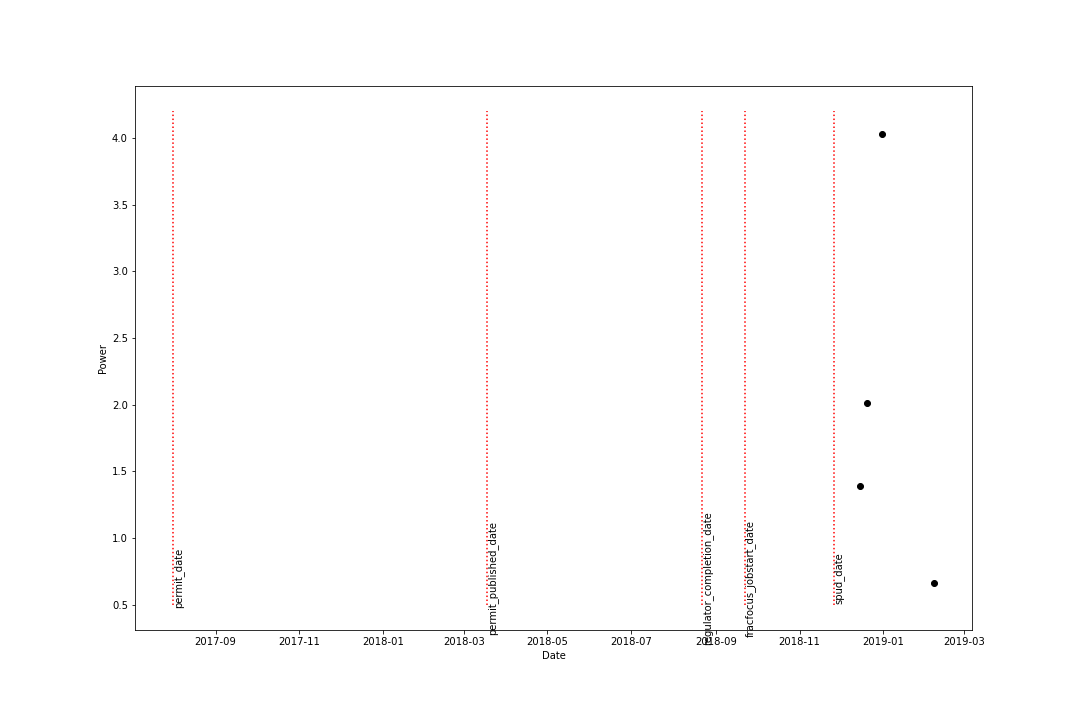 4.0
3.5
3.0
2.5
2.0
1.5
1.0
0.5
Power
permit_date
permit_published_date
regulator_completion_date
fracfocus_jobstart_date
spud_date
2017-09
2017-11
2018-01
2018-03
2018-05
2018-07
2018-09
2018-11
2019-01
2019-03
Date